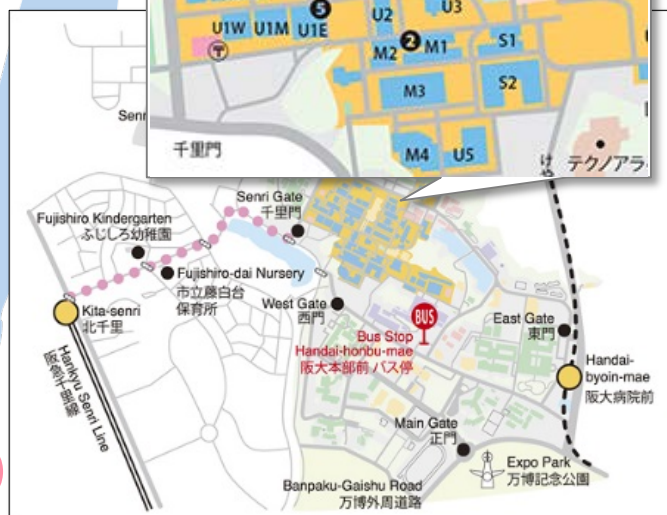 5
U2
U3
U1W
U1M
U1E
〒
M2
2
M1
S1
M3
S2
千里門
M4
U5
テクノアラ
Senri Gate
千里門
Fujishiro Kindergarten
ふじしろ幼稚園
Fujishiro-dai Nursery
市立藤白台
保育所
Kita-senri
北千里
Hankyu Senri Line
阪急千里線
West Gate
西門
BUS
Bus Stop
Handai-honbu-mae
阪大本部前 バス停
East Gate
東門
Handai-
byoin-mae
阪大病院前
Main Gate
正門
Expo Park
万博記念公園
Banpaku-Gaishu Road
万博外周道路